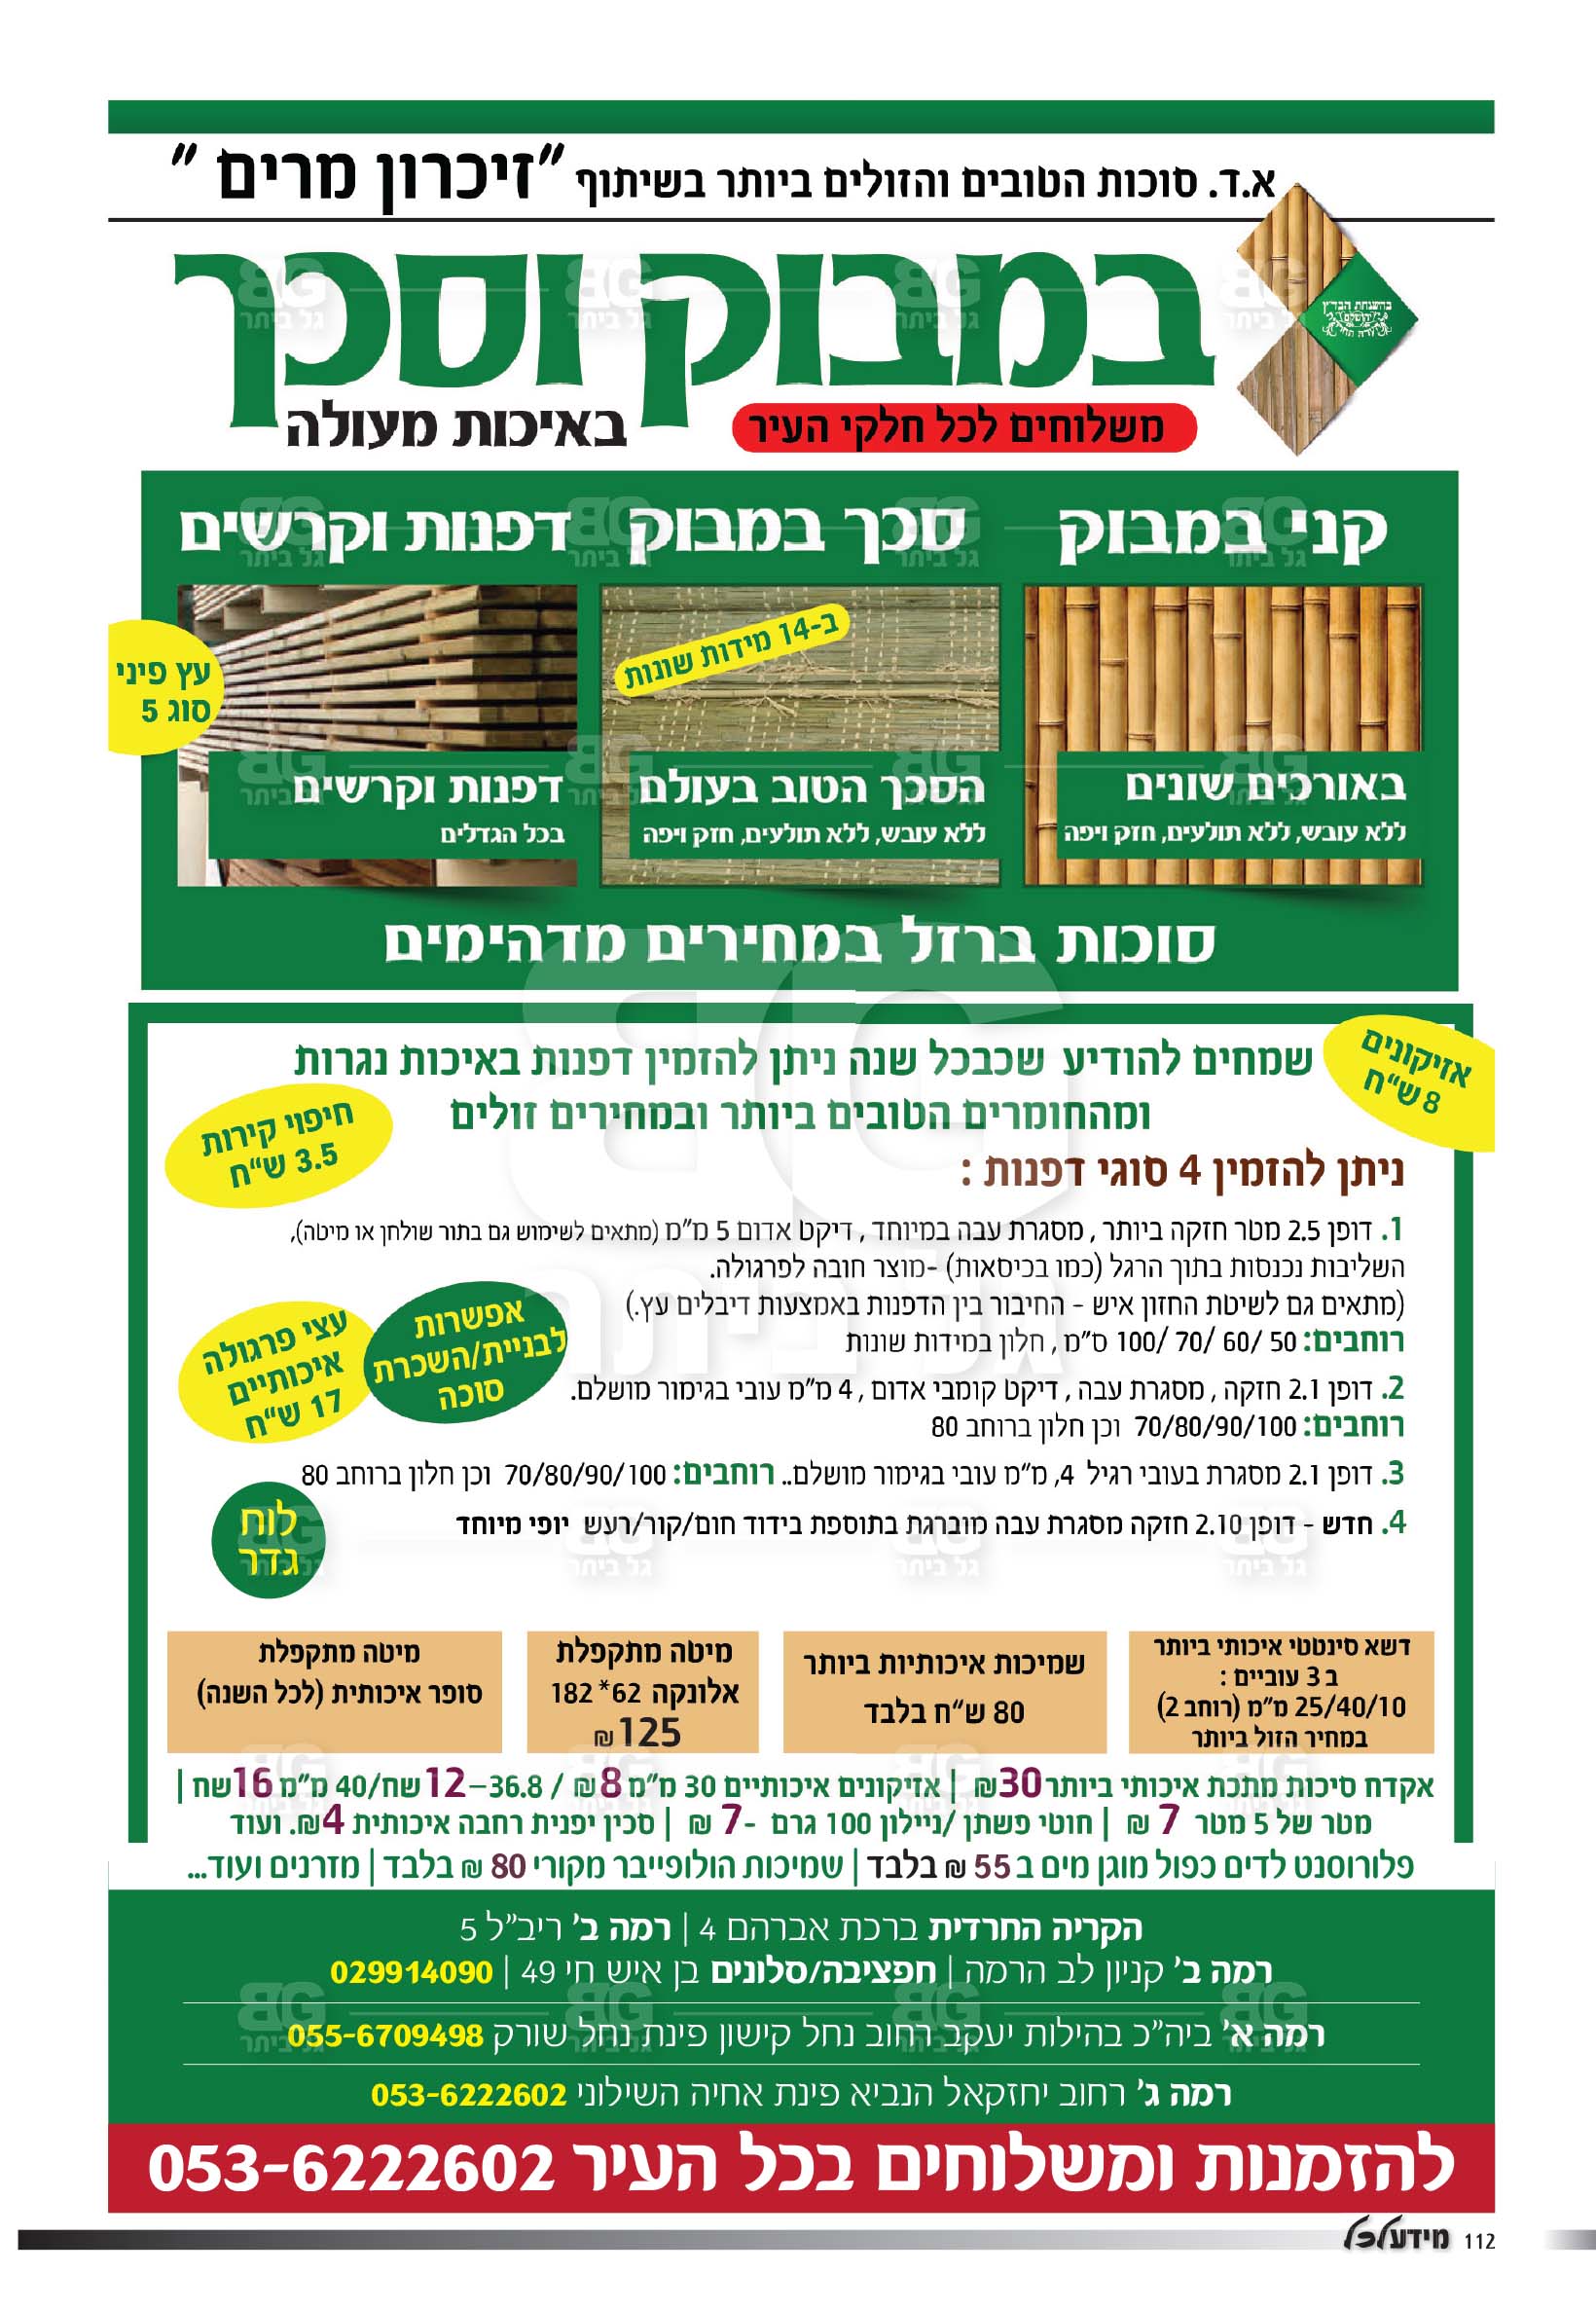 א.ד. סוכות הטובים והזולים ביותר בשיתוף "זיכרון מרים "
במבוק וסכך
משלוחים לכל חלקי העיר
באיכות מעולה
בהשגחת הבד"ץ
קני במבוק
סכך במבוק
דפנות וקרשים
ב-14 מידות שונות
עץ פיני
סוג 5
באורכים שונים
ללא עובש, ללא תולעים, חזק ויפה
הסכך הטוב בעולם
ללא עובש, ללא תולעים, חזק ויפה
דפנות וקרשים
בכל הגדלים
סוכות ברזל במחירים מדהימים
אזיקונים
8 ש"ח
שמחים להודיע שכבכל שנה ניתן להזמין דפנות באיכות נגרות
ומהחומרים הטובים ביותר ובמחירים זולים
חיפוי קירות
3.5 ש"ח
ניתן להזמין 4 סוגי דפנות :
1. דופן 2.5 מטר חזקה ביותר , מסגרת עבה במיוחד , דיקט אדום 5 מ"מ (מתאים לשימוש גם בתור שולחן או מיטה),
השליבות נכנסות בתוך הרגל (כמו בכיסאות) -מוצר חובה לפרגולה.
(מתאים גם לשיטת החזון איש - החיבור בין הדפנות באמצעות דיבלים עץ.)
רוחבים: 50 /60 /70 /100 ס"מ , חלון במידות שונות
אפשרות
לבניית/השכרת
סוכה
עצי פרגולה
איכותיים
17 ש"ח
2. דופן 2.1 חזקה , מסגרת עבה , דיקט קומבי אדום , 4 מ"מ עובי בגימור מושלם.
רוחבים: 70/80/90/100 וכן חלון ברוחב 80
3. דופן 2.1 מסגרת בעובי רגיל 4, מ"מ עובי בגימור מושלם.. רוחבים: 70/80/90/100 וכן חלון ברוחב 80
4. חדש - דופן 2.10 חזקה מסגרת עבה מוברגת בתוספת בידוד חום/קור/רעש יופי מיוחד
לוח
גדר
דשא סינטטי איכותי ביותר
ב 3 עוביים :
25/40/10 מ"מ (רוחב 2)
במחיר הזול ביותר
שמיכות איכותיות ביותר
80 ש"ח בלבד
מיטה מתקפלת
אלונקה 62* 182
125 ₪
מיטה מתקפלת
סופר איכותית (לכל השנה)
אקדח סיכות מתכת איכותי ביותר 30₪ | אזיקונים איכותיים 30 מ"מ 8₪ / 36.8–12 שח/40 מ"מ 16 שח |
מטר של 5 מטר 7 ₪ | חוטי פשתן /ניילון 100 גרם -7 ₪ | סכין יפנית רחבה איכותית 4₪. ועוד
פלורוסנט לדים כפול מוגן מים ב 55 ₪ בלבד | שמיכות הולופייבר מקורי 80 ₪ בלבד | מזרנים ועוד...
הקריה החרדית ברכת אברהם 4 | רמה ב' ריב"ל 5
רמה ב' קניון לב הרמה | חפציבה/סלונים בן איש חי 49 | 029914090
רמה א' ביה"כ בהילות יעקב רחוב נחל קישון פינת נחל שורק 055-6709498
רמה ג' רחוב יחזקאל הנביא פינת אחיה השילוני 053-6222602
להזמנות ומשלוחים בכל העיר 053-6222602
112 מידע לכל
BG
גל ביתר